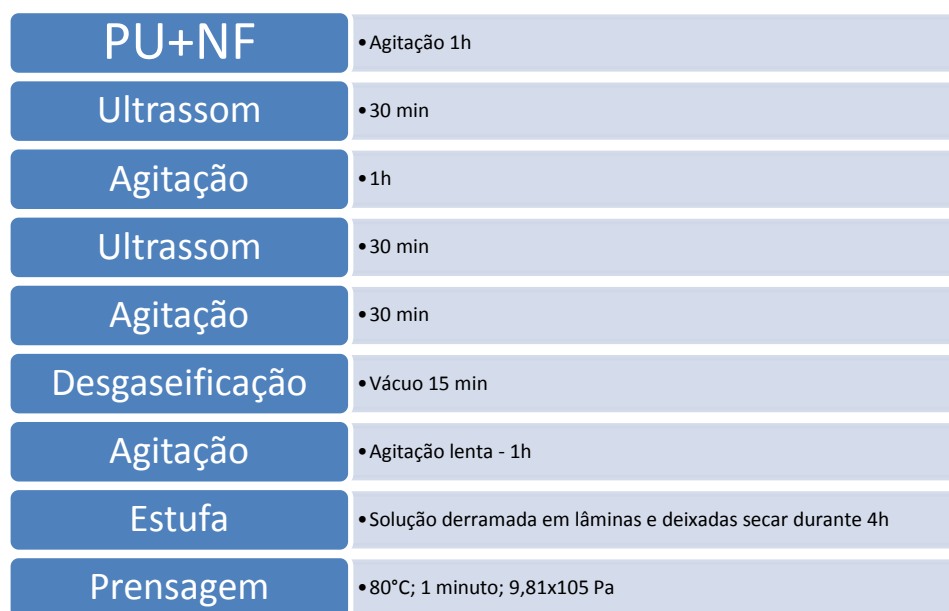 PU+NF
•Agitação 1h
Ultrassom
•30 min
Agitação
•1h
Ultrassom
•30 min
Agitação
•30 min
Desgaseificação
•Vácuo 15 min
Agitação
•Agitação lenta - 1h
Estufa
•Solução derramada em lâminas e deixadas secar durante 4h
Prensagem
•80°C; 1 minuto; 9,81x105 Pa